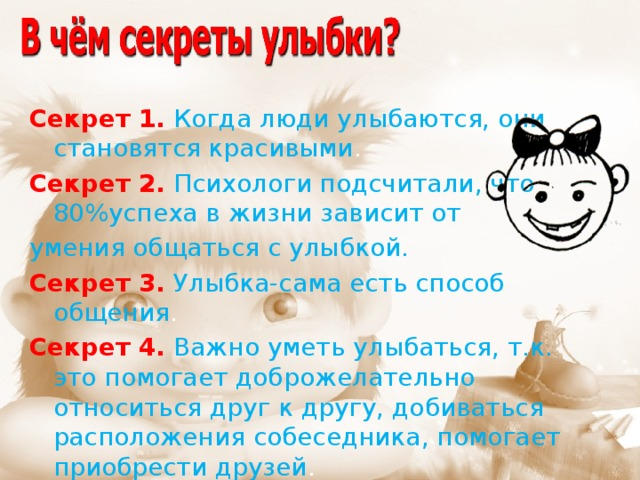 В чём секреты улыбки?
Секрет 1. Когда люди улыбаются, они
становятся красивыми.
Секрет 2. Психологи подсчитали, что
80%успеха в жизни зависит от
умения общаться с улыбкой.
Секрет 3. Улыбка-сама есть способ
общения.
Секрет 4. Важно уметь улыбаться, т.к.
это помогает доброжелательно
относиться друг к другу, добиваться
расположения собеседника, помогает
приобрести друзей.